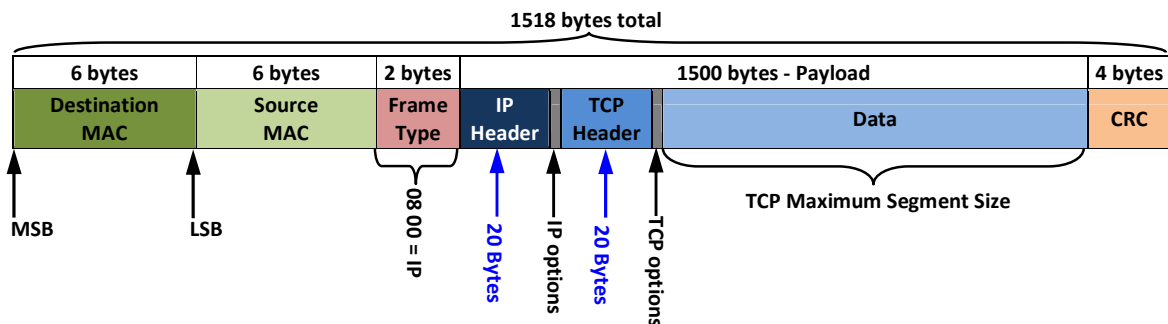 1518 bytes total
6 bytes
6 bytes
2 bytes
1500 bytes - Payload
4 bytes
Destination
MAC
Source
MAC
Frame
Type
IP
Header
TCP
Header
Data
CRC
MSB
LSB
08 00 = IP
20 Bytes
IP options
20 Bytes
TCP options
TCP Maximum Segment Size